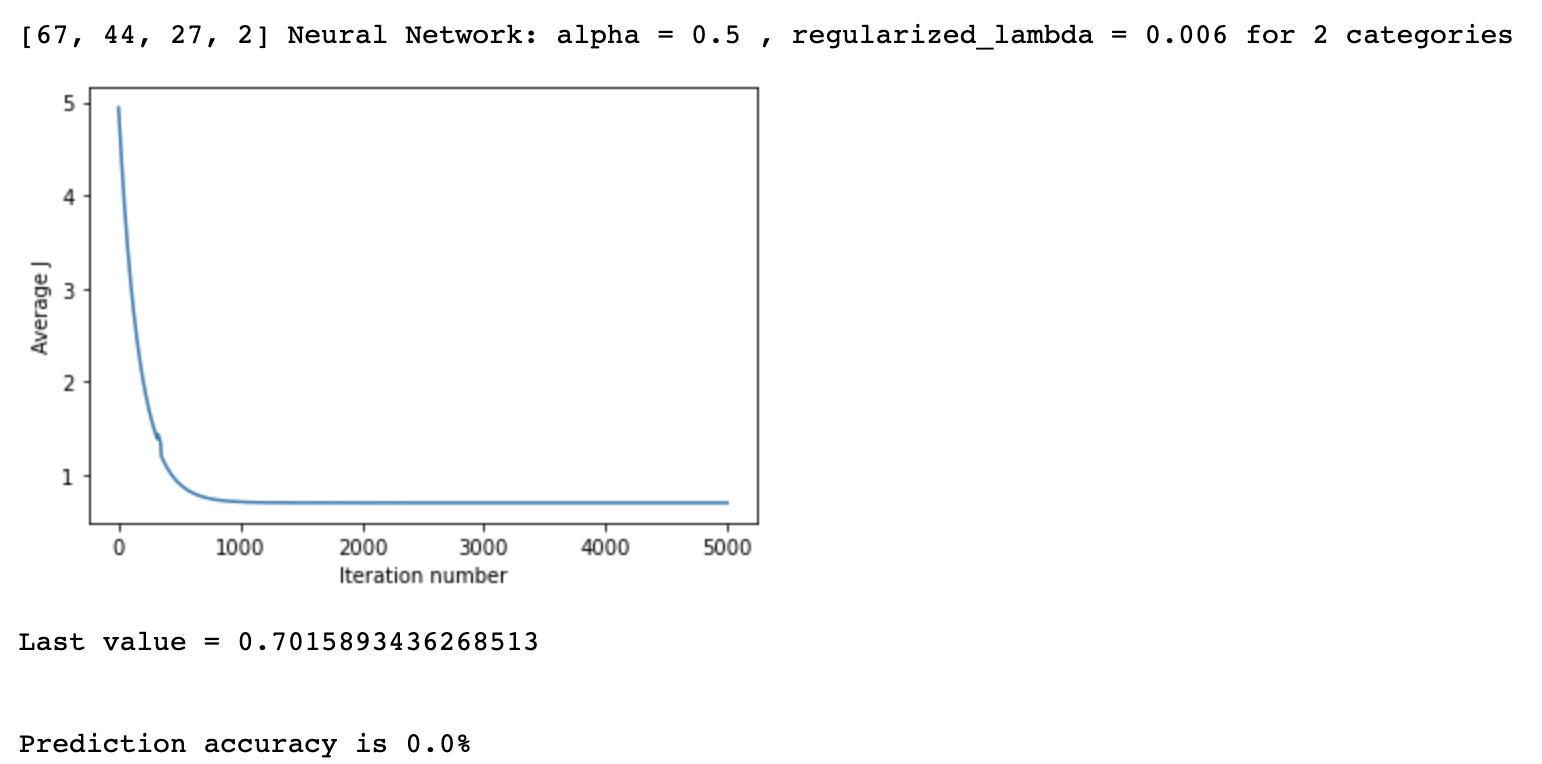 [67, 44, 27, 2] Neural Network: alpha = 0.5 , regularized_lambda = 0.006 for 2 categories
5
4
3
2
1
Average J
0 1000 2000 3000 4000 5000
Iteration number
Last value = 0.7015893436268513
Prediction accuracy is 0.0%